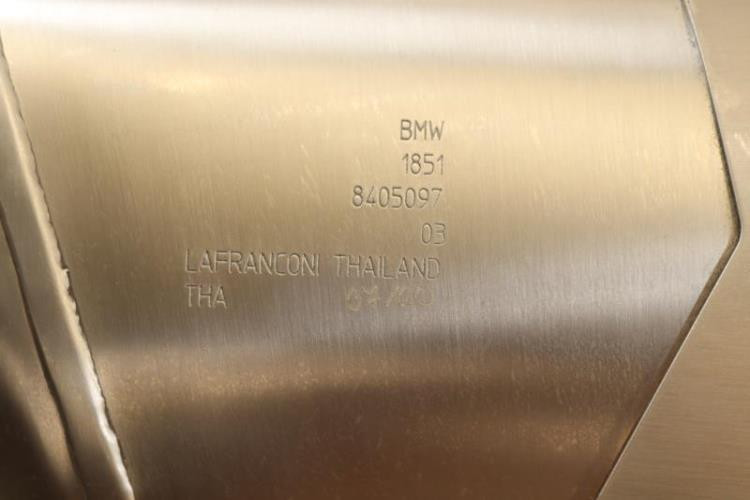 BMW
1851
8405097
03
LAFRANCONI THAILAND
THA